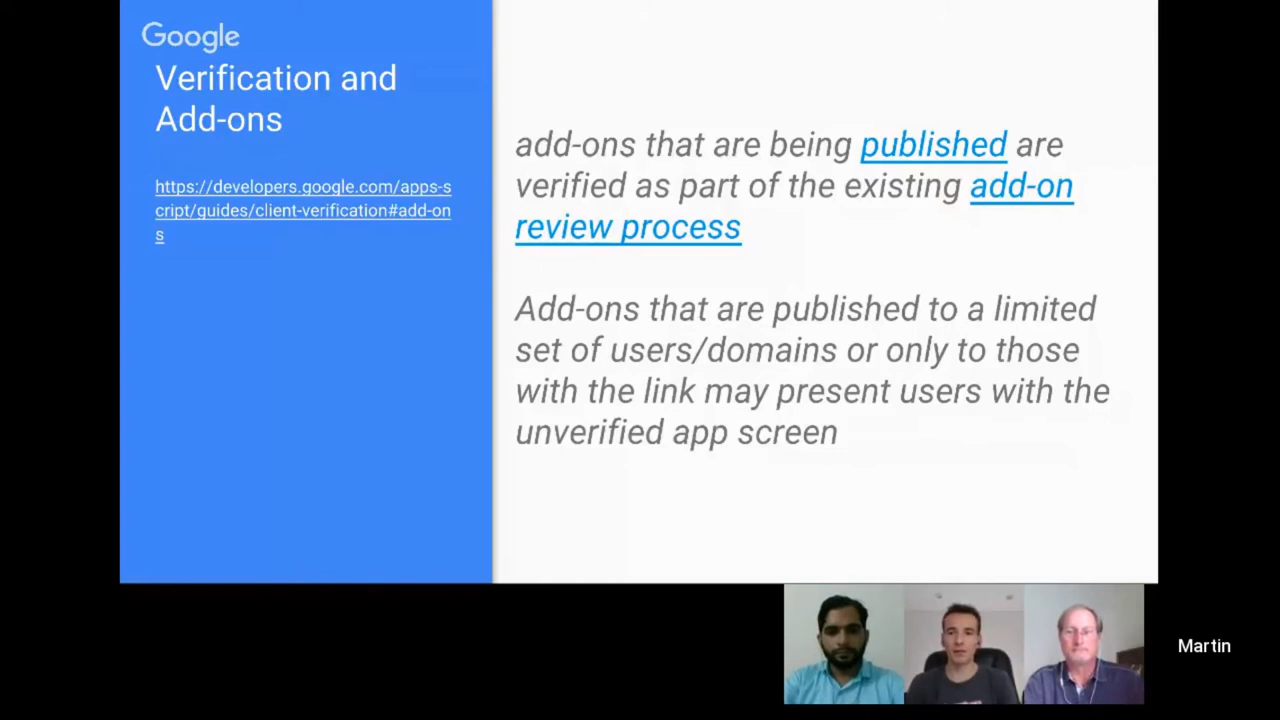 Google
Verification and
Add-ons
https://developers.google.com/apps-s
cript/guides/client-verification#add-on
s
add-ons that are being published are
verified as part of the existing add-on
review process
Add-ons that are published to a limited
set of users/domains or only to those
with the link may present users with the
unverified app screen
Martin